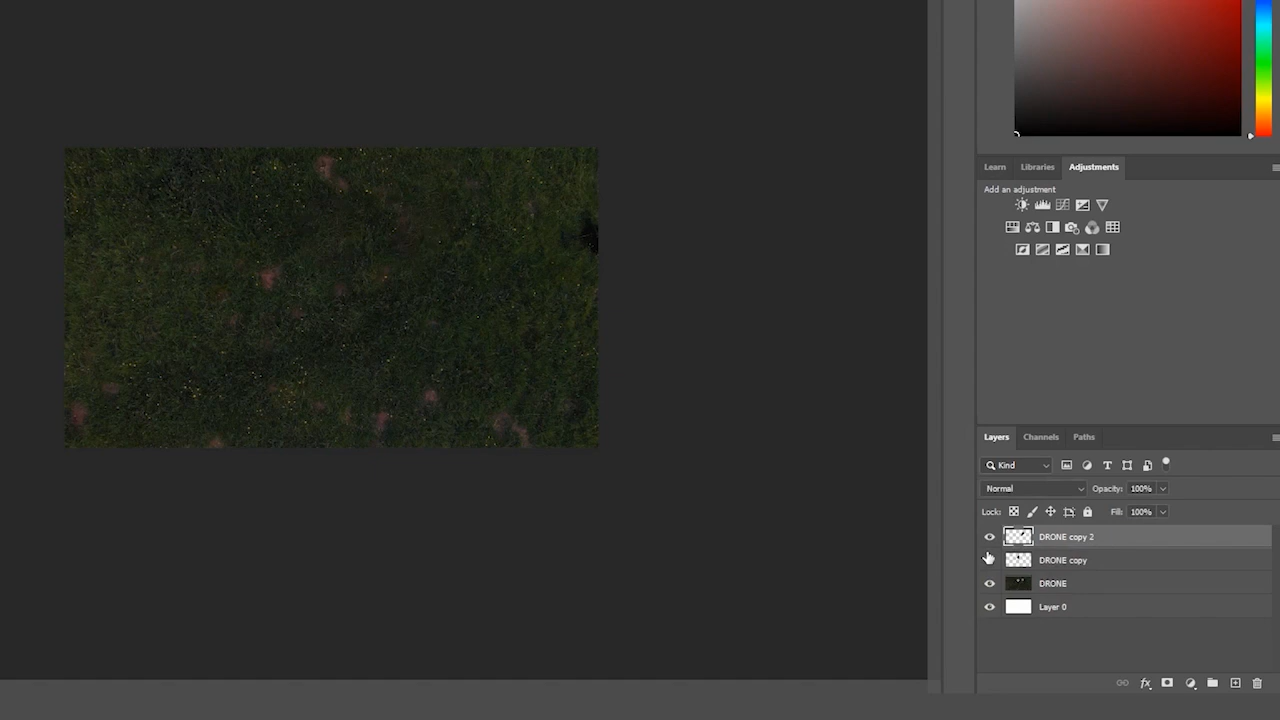 Learn Libraries Adjustments
Add an adjustment
Layers Channels Paths
Kind
Normal Opacity: 100%
Lock: Fill: 100%
DRONE copy 2
DRONE copy
DRONE
Layer 0
fx